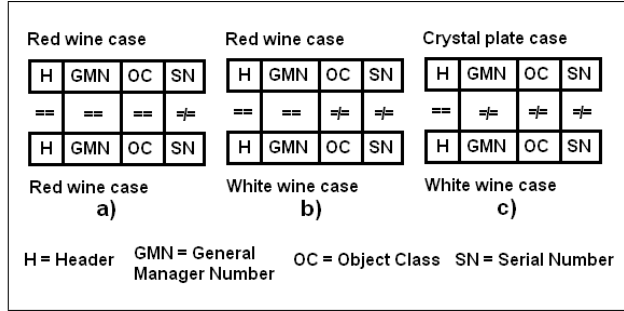 Red wine case Red wine case Crystal plate case
H GMN OC SN H GMN OC SN H GMN OC SN
== == == =/= == == =/= =/= == =/= =/= =/=
H GMN OC SN H GMN OC SN H GMN OC SN
Red wine case White wine case White wine case
a) b) c)
H = Header GMN = General Manager Number OC = Object Class SN = Serial Number